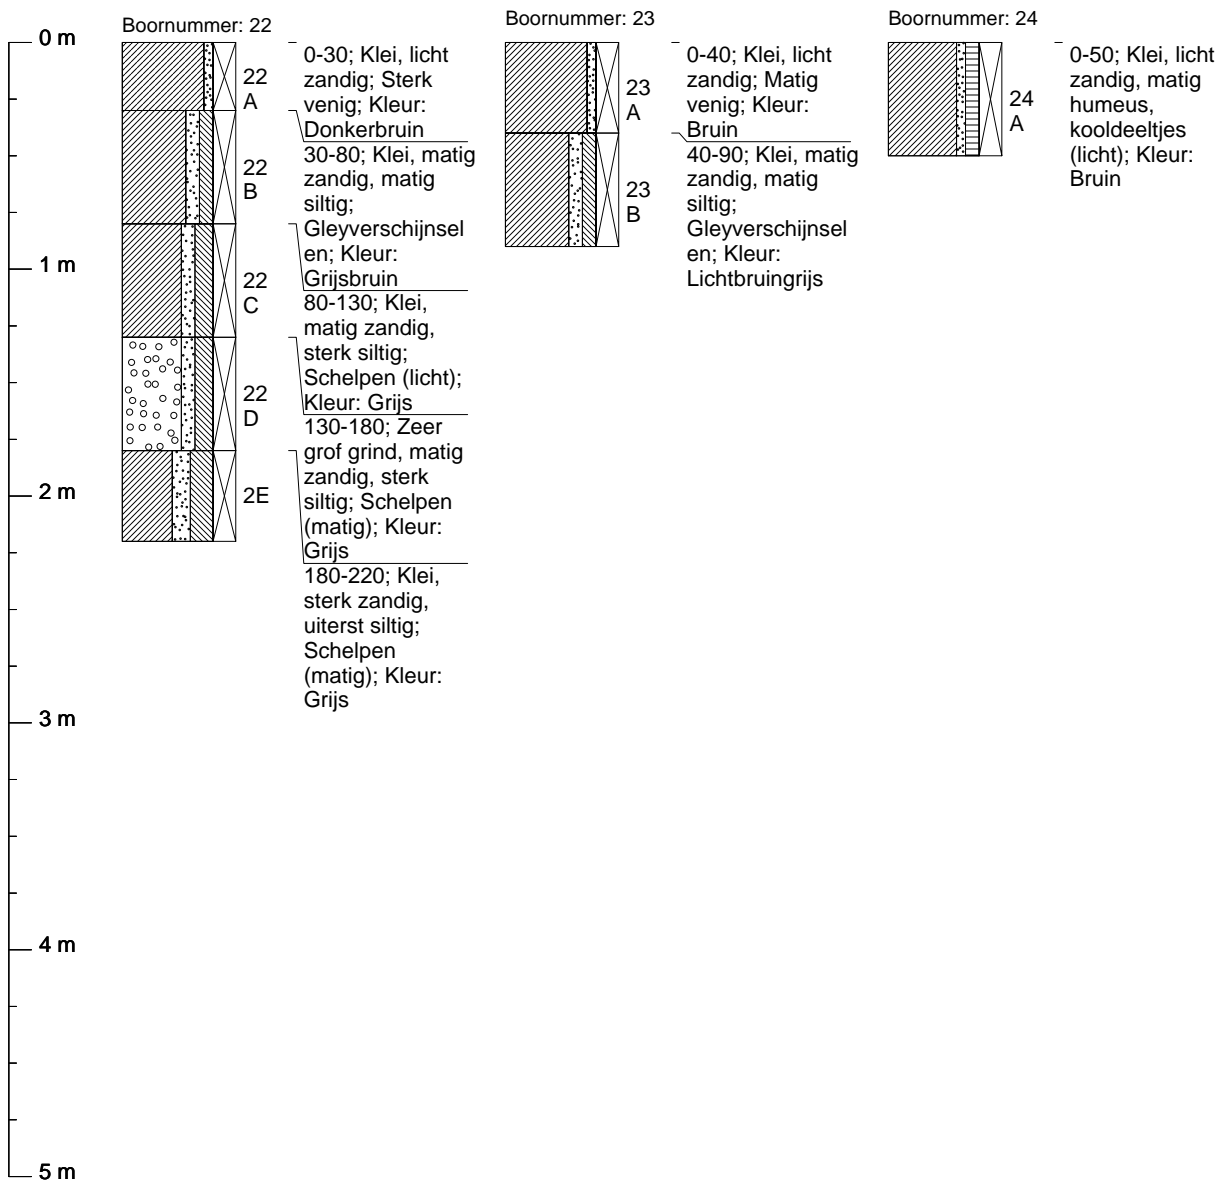 Boornummer: 22
22
A
22
B
22
C
22
D
2E
0-30; Klei, licht
zandig; Sterk
venig; Kleur:
Donkerbruin
30-80; Klei, matig
zandig, matig
siltig;
Gleyverschijnsel
en; Kleur:
Grijsbruin
80-130; Klei,
matig zandig,
sterk siltig;
Schelpen (licht);
Kleur: Grijs
130-180; Zeer
grof grind, matig
zandig, sterk
siltig; Schelpen
(matig); Kleur:
Grijs
180-220; Klei,
sterk zandig,
uiterst siltig;
Schelpen
(matig); Kleur:
Grijs
Boornummer: 23
23
A
23
B
0-40; Klei, licht
zandig; Matig
venig; Kleur:
Bruin
40-90; Klei, matig
zandig, matig
siltig;
Gleyverschijnsel
en; Kleur:
Lichtbruingrijs
Boornummer: 24
24
A
0-50; Klei, licht
zandig, matig
humeus,
kooldeeltjes
(licht); Kleur:
Bruin
0 m
1 m
2 m
3 m
4 m
5 m